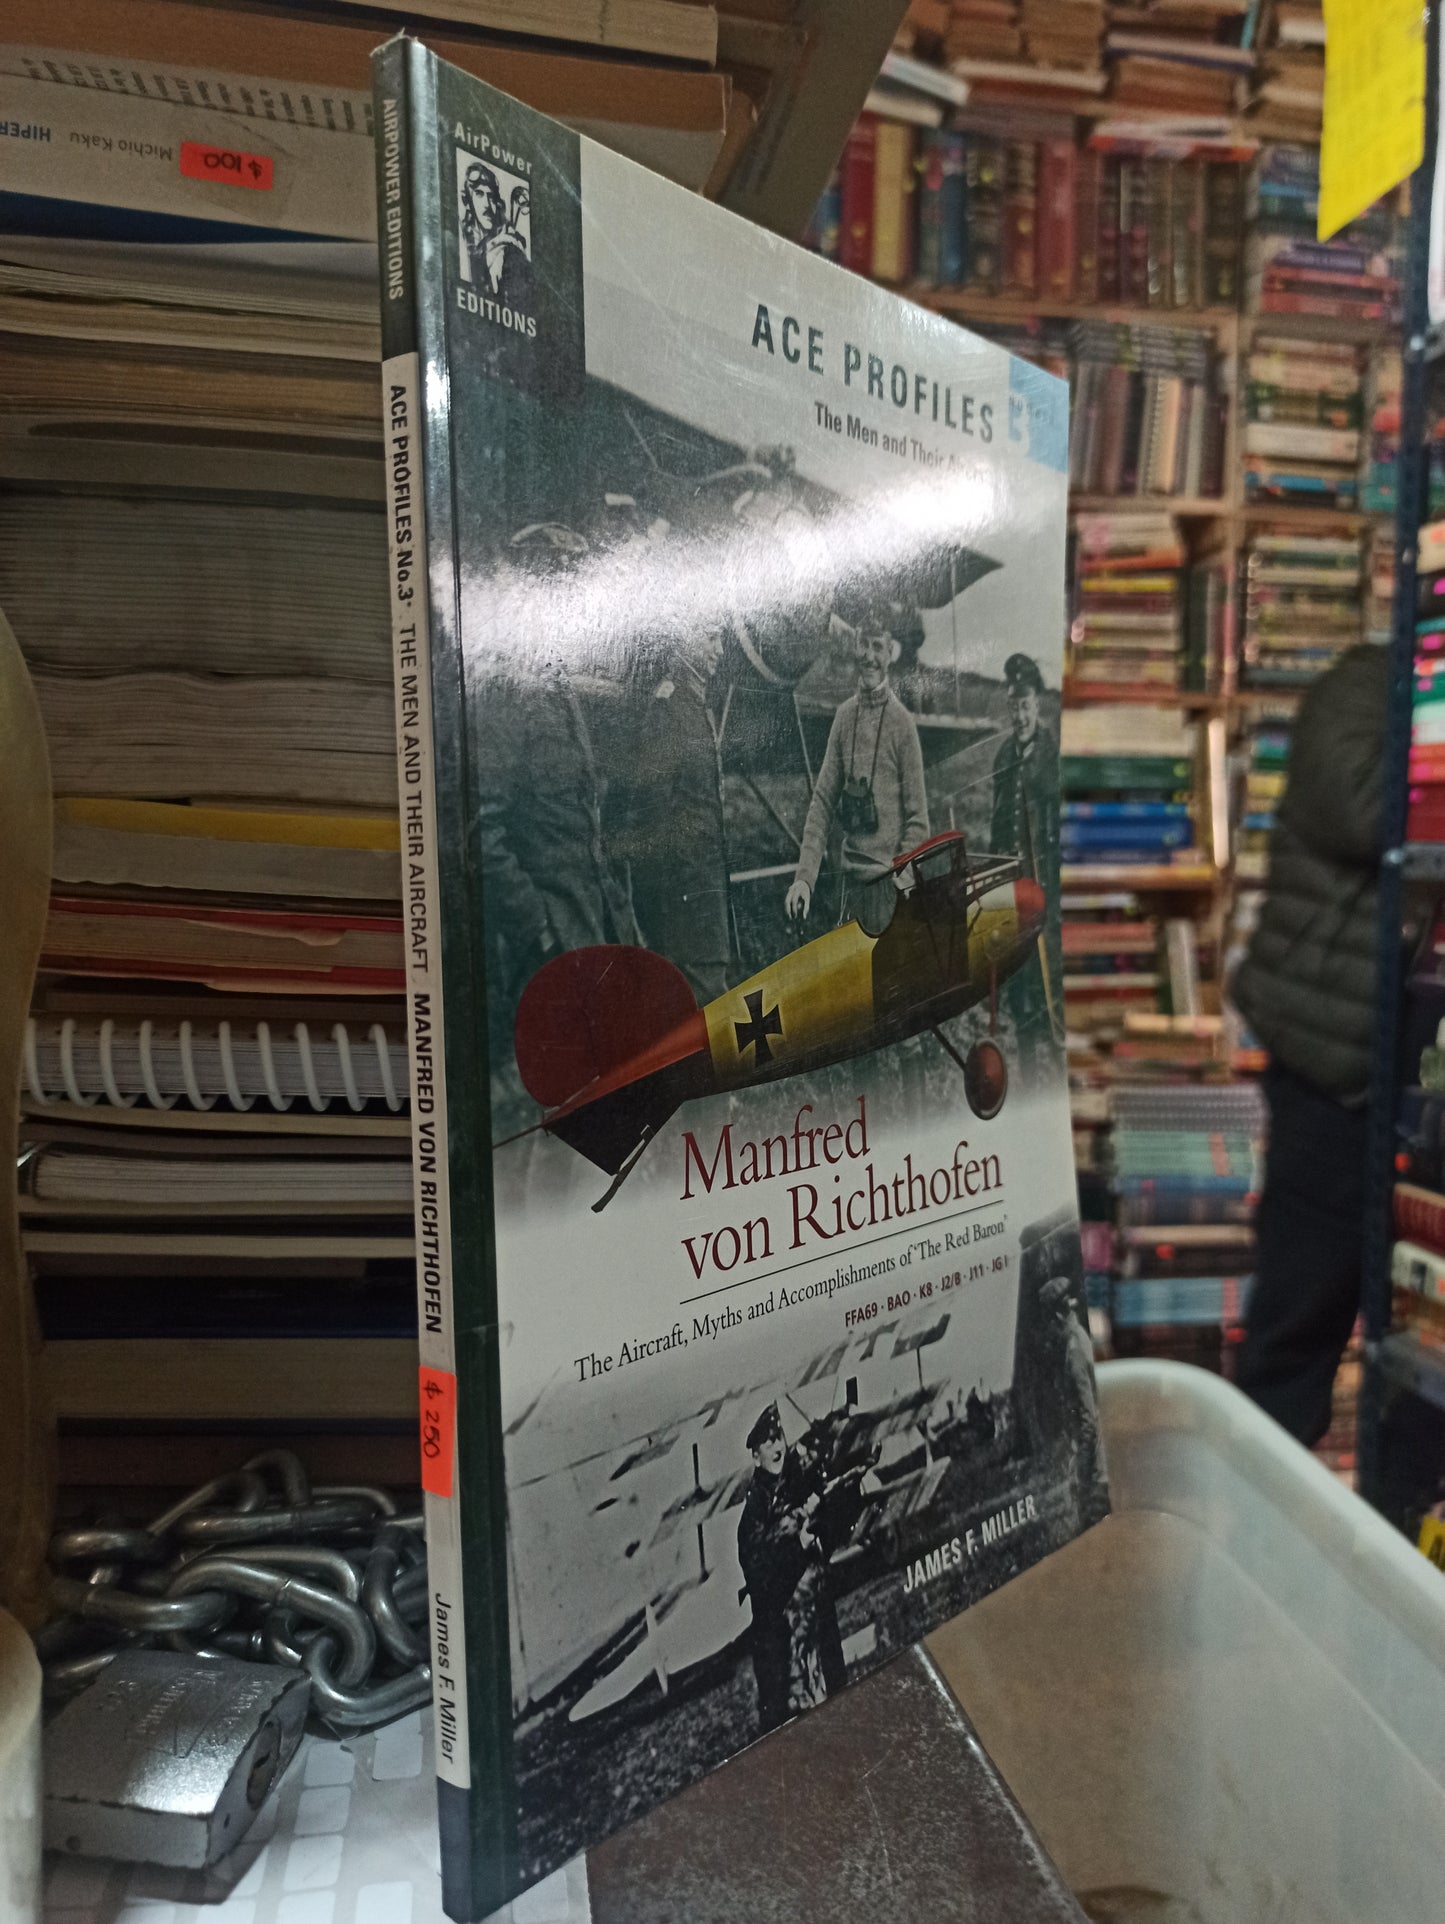 AIRPOWER EDITIONS
ACE PROFILES No.3 · THE MEN AND THEIR AIRCRAFT MANFRED VON RICHTHOFEN
$ 250
James F. Miller
AirPower
EDITIONS
ACE PROFILES
The Men and Their
Manfred
von Richthofen
The Aircraft, Myths and Accomplishments of 'The Red Baron'
FFA69 · BAO · K8 · J2/B · J11 · JG I
JAMES F. MILLER
HIPER
Michio Kaku
$ 100